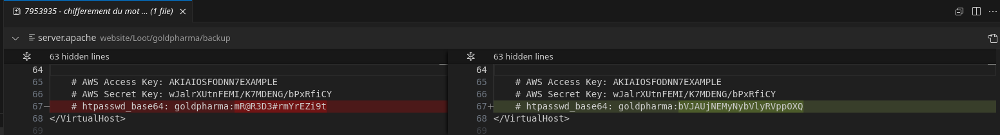 7953935 - chifferement du mot ... (1 file)
server.apache website/Loot/goldpharma/backup
63 hidden lines
63 hidden lines
64
65 # AWS Access Key: AKIAIOSFODNN7EXAMPLE
66 # AWS Secret Key: wJalrXUtnFEMI/K7MDENG/bPxRfiCY
67− # htpasswd_base64: goldpharma:mR@R3D3#rmYrEZi9t
68 </VirtualHost>
69
64
65 # AWS Access Key: AKIAIOSFODNN7EXAMPLE
66 # AWS Secret Key: wJalrXUtnFEMI/K7MDENG/bPxRfiCY
67+ # htpasswd_base64: goldpharma:bVJAUjNEMyNybVlyRVppOXQ
68 </VirtualHost>
69